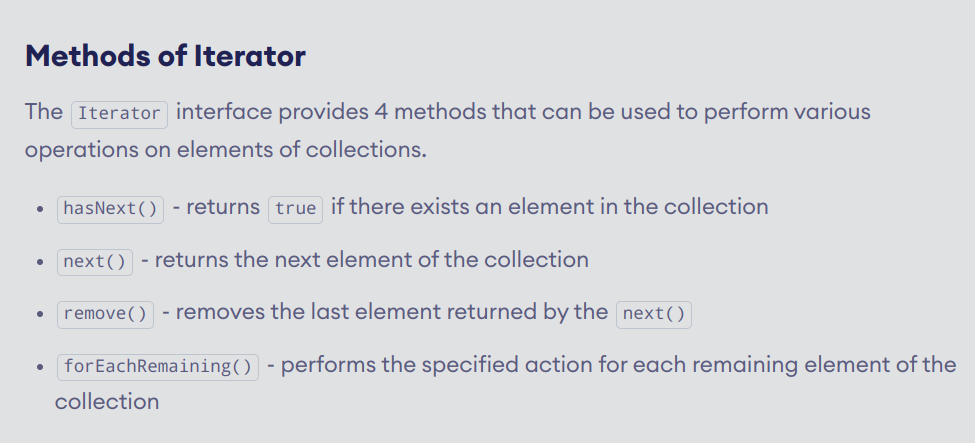 Methods of Iterator
The Iterator interface provides 4 methods that can be used to perform various
operations on elements of collections.
• hasNext() - returns true if there exists an element in the collection
• next() - returns the next element of the collection
• remove() - removes the last element returned by the next()
• forEachRemaining() - performs the specified action for each remaining element of the
collection